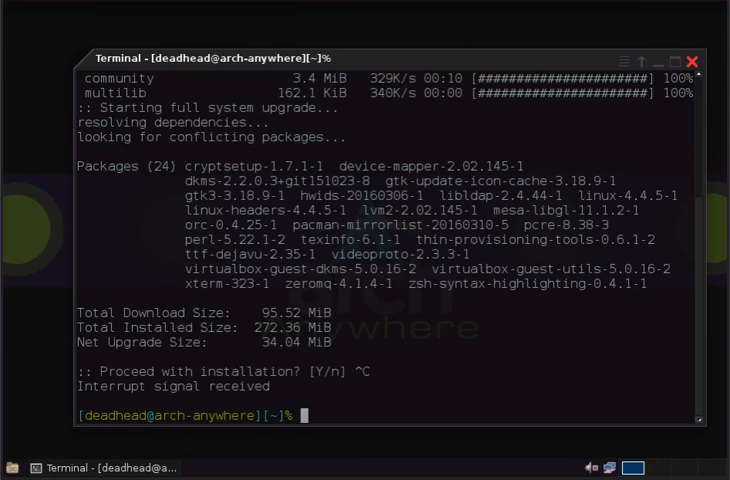 Terminal - [deadhead@arch-anywhere][~]%
community 3.4 MiB 329K/s 00:10 [#######################] 100%
multilib 162.1 KiB 340K/s 00:00 [#######################] 100%
:: Starting full system upgrade...
resolving dependencies...
looking for conflicting packages...
Packages (24) cryptsetup-1.7.1-1 device-mapper-2.02.145-1
dkms-2.2.0.3+git151023-8 gtk-update-icon-cache-3.18.9-1
gtk3-3.18.9-1 hwids-20160306-1 libldap-2.4.44-1 linux-4.4.5-1
linux-headers-4.4.5-1 lvm2-2.02.145-1 mesa-libgl-11.1.2-1
orc-0.4.25-1 pacman-mirrorlist-20160310-5 pcre-8.38-3
perl-5.22.1-2 texinfo-6.1-1 thin-provisioning-tools-0.6.1-2
ttf-dejavu-2.35-1 videoproto-2.3.3-1
virtualbox-guest-dkms-5.0.16-2 virtualbox-guest-utils-5.0.16-2
xterm-323-1 zeromq-4.1.4-1 zsh-syntax-highlighting-0.4.1-1
Total Download Size: 95.52 MiB
Total Installed Size: 272.36 MiB
Net Upgrade Size: 34.04 MiB
:: Proceed with installation? [Y/n] ^C
Interrupt signal received
[deadhead@arch-anywhere][~]%
arch
anywhere
Terminal - [deadhead@a...